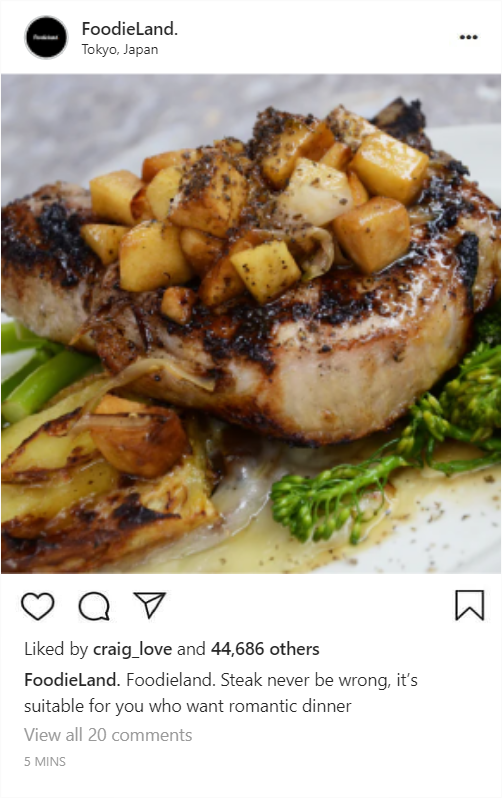 FoodieLand.
Tokyo, Japan
Liked by craig_love and 44,686 others
FoodieLand. Foodieland. Steak never be wrong, it's
suitable for you who want romantic dinner
View all 20 comments
5 MINS